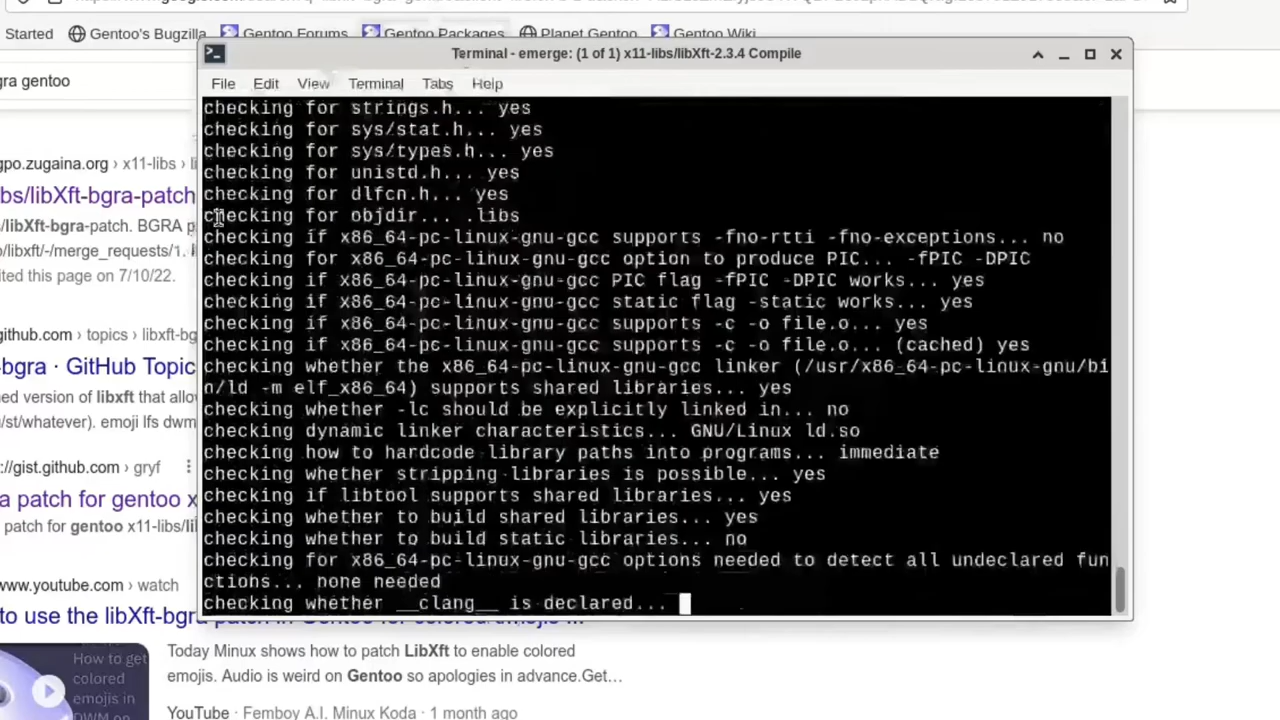 Started Gentoo's Bugzilla Gentoo Forums Gentoo Packages Planet Gentoo Gentoo Wiki
gra gentoo
Terminal - emerge: (1 of 1) x11-libs/libXft-2.3.4 Compile
File Edit View Terminal Tabs Help
checking for strings.h... yes
checking for sys/stat.h... yes
checking for sys/types.h... yes
checking for unistd.h... yes
checking for dlfcn.h... yes
checking for objdir... .libs
checking if x86_64-pc-linux-gnu-gcc supports -fno-rtti -fno-exceptions... no
checking for x86_64-pc-linux-gnu-gcc option to produce PIC... -fPIC -DPIC
checking if x86_64-pc-linux-gnu-gcc PIC flag -fPIC -DPIC works... yes
checking if x86_64-pc-linux-gnu-gcc static flag -static works... yes
checking if x86_64-pc-linux-gnu-gcc supports -c -o file.o... yes
checking if x86_64-pc-linux-gnu-gcc supports -c -o file.o... (cached) yes
checking whether the x86_64-pc-linux-gnu-gcc linker (/usr/x86_64-pc-linux-gnu/bi
n/ld -m elf_x86_64) supports shared libraries... yes
checking whether -lc should be explicitly linked in... no
checking dynamic linker characteristics... GNU/Linux ld.so
checking how to hardcode library paths into programs... immediate
checking whether stripping libraries is possible... yes
checking if libtool supports shared libraries... yes
checking whether to build shared libraries... yes
checking whether to build static libraries... no
checking for x86_64-pc-linux-gnu-gcc options needed to detect all undeclared fun
ctions... none needed
checking whether __clang__ is declared...
gpo.zugaina.org › x11-libs › li
bs/libXft-bgra-patch
/libXft-bgra-patch. BGRA p
o/libxft/-/merge_requests/1.
ited this page on 7/10/22.
github.com › topics › libxft-bg
-bgra · GitHub Topic
ned version of libxft that allow
/st/whatever). emoji lfs dwm
://gist.github.com › gryf
a patch for gentoo x
patch for gentoo x11-libs/lib
www.youtube.com › watch
to use the libXft-bgra patch in Gentoo for colored emojis ...
Today Minux shows how to patch LibXft to enable colored
emojis. Audio is weird on Gentoo so apologies in advance.Get...
YouTube · Femboy A.I. Minux Koda · 1 month ago
How to get
colored
emojis in
DWM on